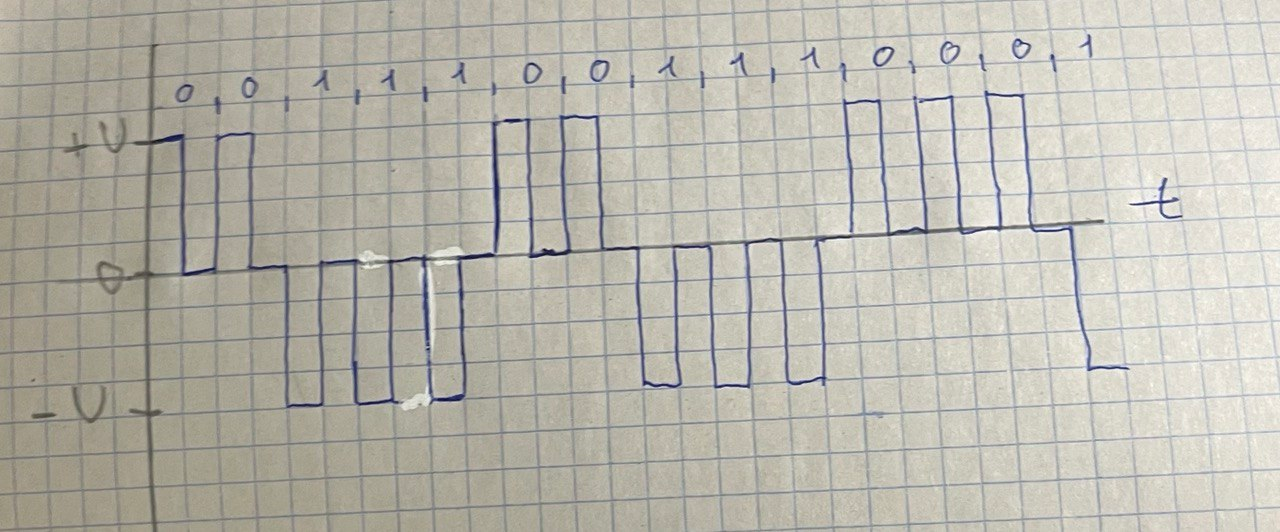 0, 0, 1, 1, 1, 0, 0, 1, 1, 1, 0, 0, 0, 1
+V
t
0
-V